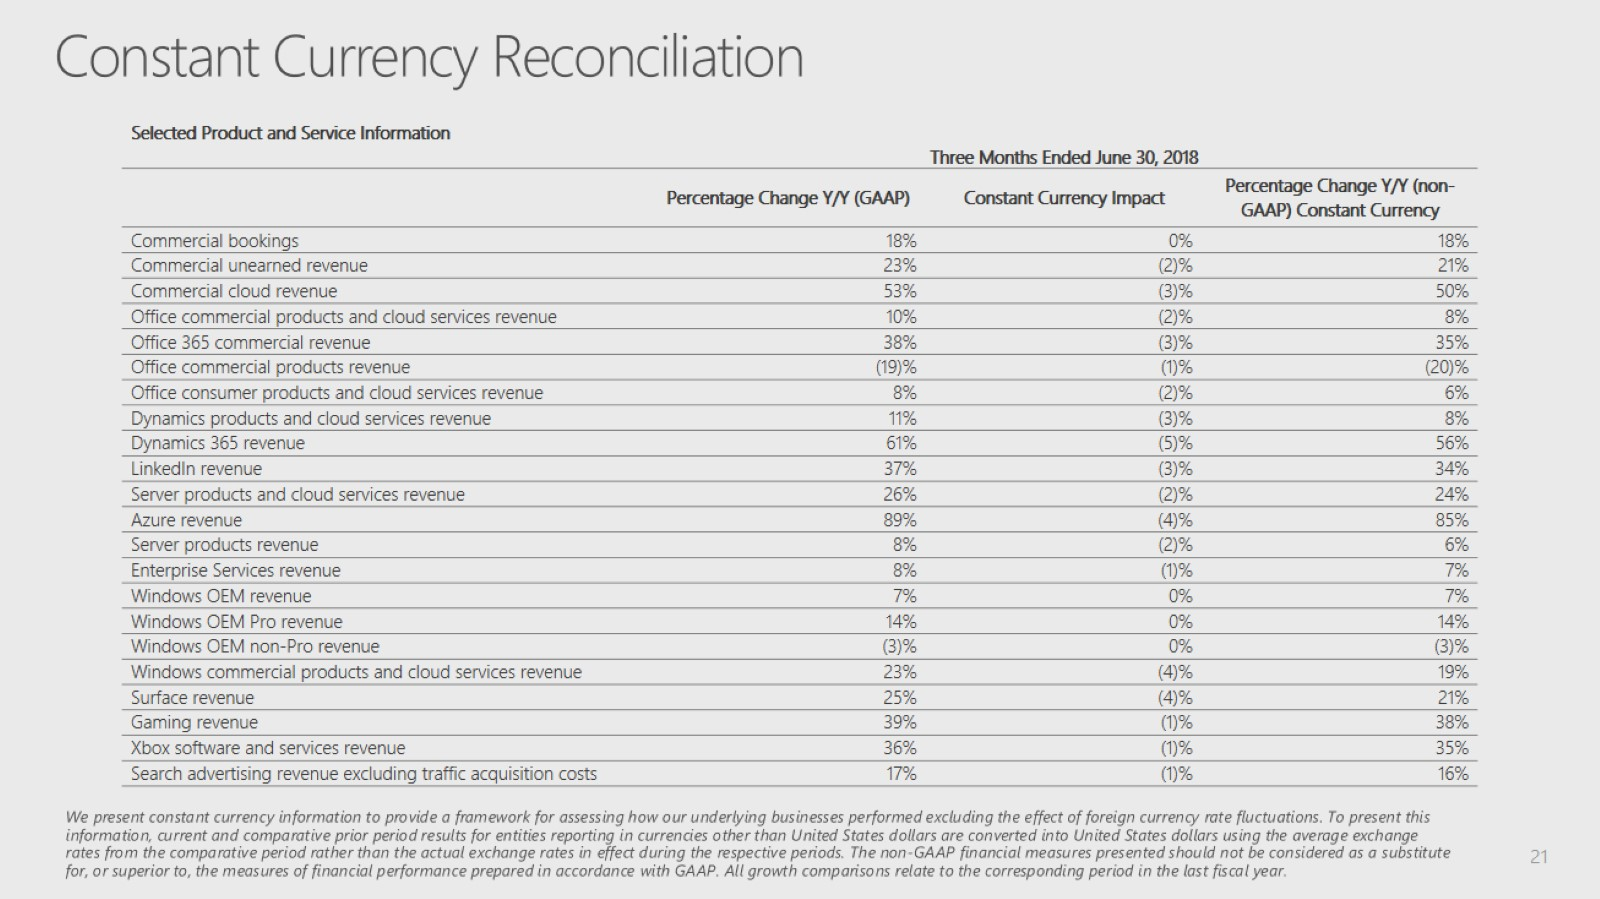 Constant Currency Reconciliation
Selected Product and Service Information
Three Months Ended June 30, 2018
Percentage Change Y/Y (GAAP) Constant Currency Impact Percentage Change Y/Y (non-
GAAP) Constant Currency
Commercial bookings 18% 0% 18%
Commercial unearned revenue 23% (2)% 21%
Commercial cloud revenue 53% (3)% 50%
Office commercial products and cloud services revenue 10% (2)% 8%
Office 365 commercial revenue 38% (3)% 35%
Office commercial products revenue (19)% (1)% (20)%
Office consumer products and cloud services revenue 8% (2)% 6%
Dynamics products and cloud services revenue 11% (3)% 8%
Dynamics 365 revenue 61% (5)% 56%
LinkedIn revenue 37% (3)% 34%
Server products and cloud services revenue 26% (2)% 24%
Azure revenue 89% (4)% 85%
Server products revenue 8% (2)% 6%
Enterprise Services revenue 8% (1)% 7%
Windows OEM revenue 7% 0% 7%
Windows OEM Pro revenue 14% 0% 14%
Windows OEM non-Pro revenue (3)% 0% (3)%
Windows commercial products and cloud services revenue 23% (4)% 19%
Surface revenue 25% (4)% 21%
Gaming revenue 39% (1)% 38%
Xbox software and services revenue 36% (1)% 35%
Search advertising revenue excluding traffic acquisition costs 17% (1)% 16%
We present constant currency information to provide a framework for assessing how our underlying businesses performed excluding the effect of foreign currency rate fluctuations. To present this
information, current and comparative prior period results for entities reporting in currencies other than United States dollars are converted into United States dollars using the average exchange
rates from the comparative period rather than the actual exchange rates in effect during the respective periods. The non-GAAP financial measures presented should not be considered as a substitute
for, or superior to, the measures of financial performance prepared in accordance with GAAP. All growth comparisons relate to the corresponding period in the last fiscal year.
21